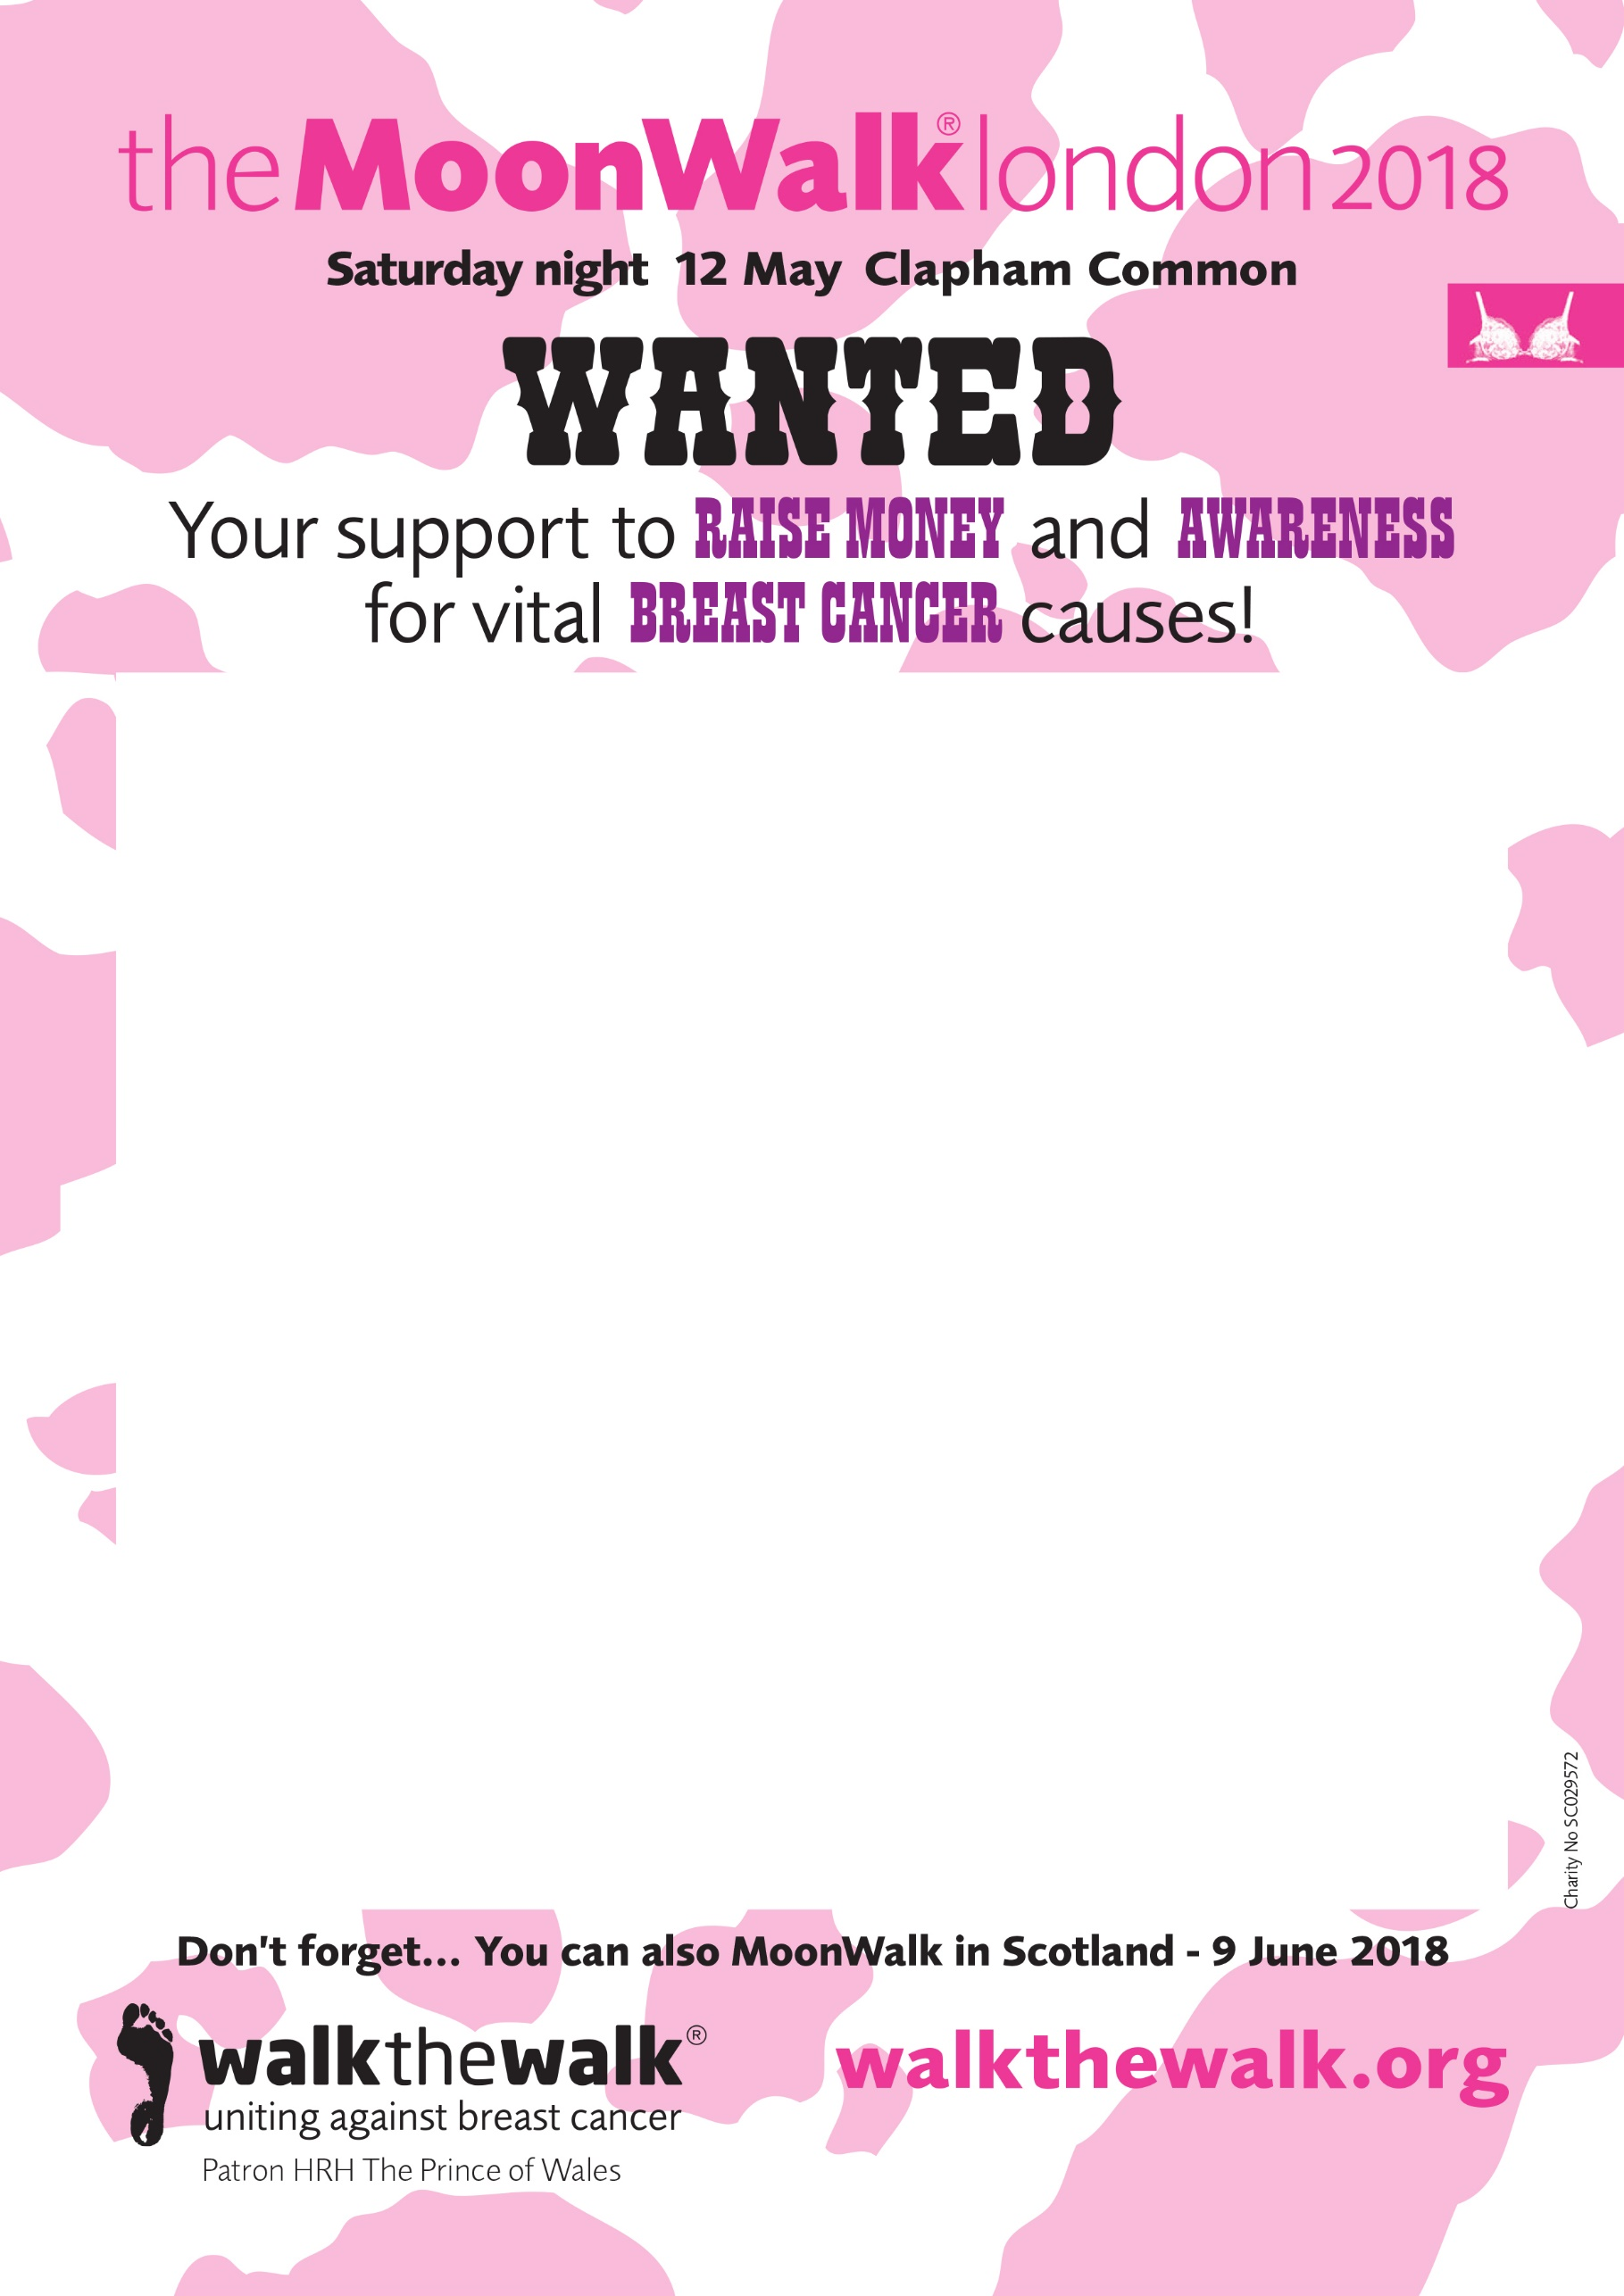 theMoonWalk®london2018
Saturday night 12 May Clapham Common
WANTED
Your support to RAISE MONEY and AWARENESS
for vital BREAST CANCER causes!
Charity No SC029572
Don't forget... You can also MoonWalk in Scotland - 9 June 2018
walkthewalk®
uniting against breast cancer
Patron HRH The Prince of Wales
walkthewalk.org